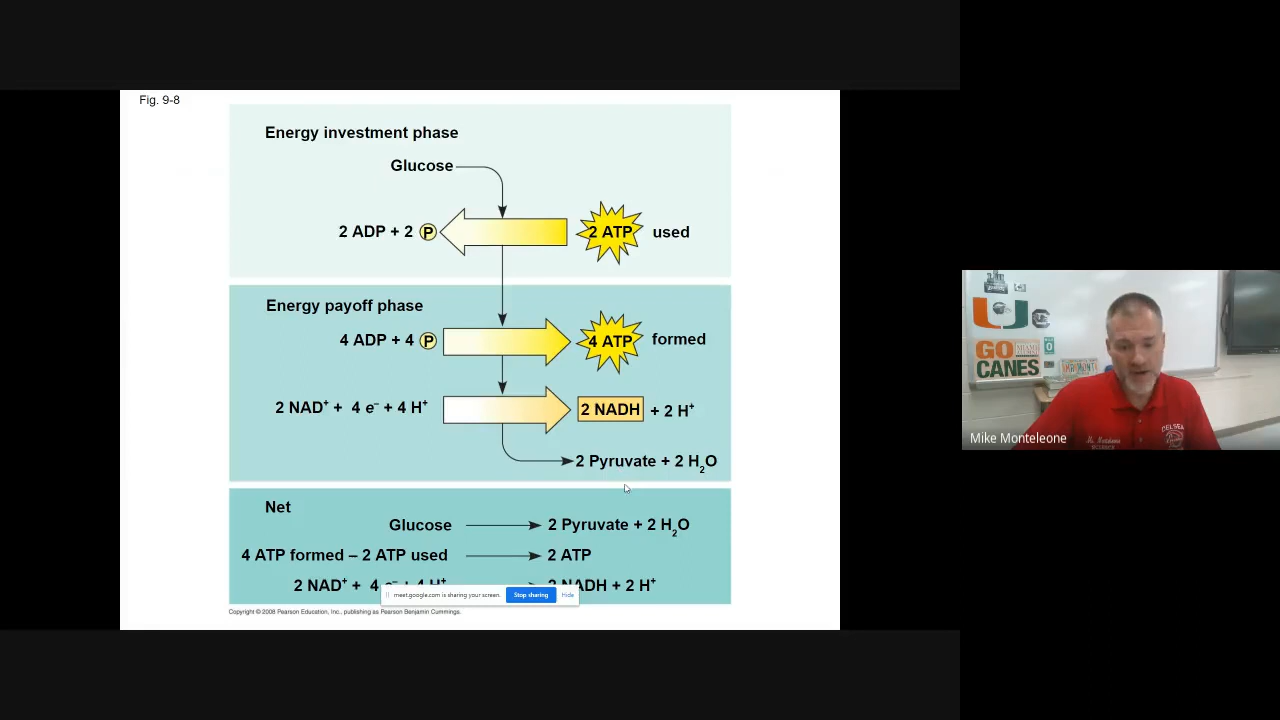 Fig. 9-8
Energy investment phase
Glucose
2 ADP + 2 P
2 ATP used
Energy payoff phase
4 ADP + 4 P
4 ATP formed
2 NAD⁺ + 4 e⁻ + 4 H⁺
2 NADH + 2 H⁺
2 Pyruvate + 2 H₂O
Net
Glucose → 2 Pyruvate + 2 H₂O
4 ATP formed – 2 ATP used → 2 ATP
2 NAD⁺ + 4 e⁻ + 4 H⁺ → 2 NADH + 2 H⁺
meet.google.com is sharing your screen. Stop sharing Hide
Copyright © 2008 Pearson Education, Inc., publishing as Pearson Benjamin Cummings.
U
GO
CANES
Mike Monteleone